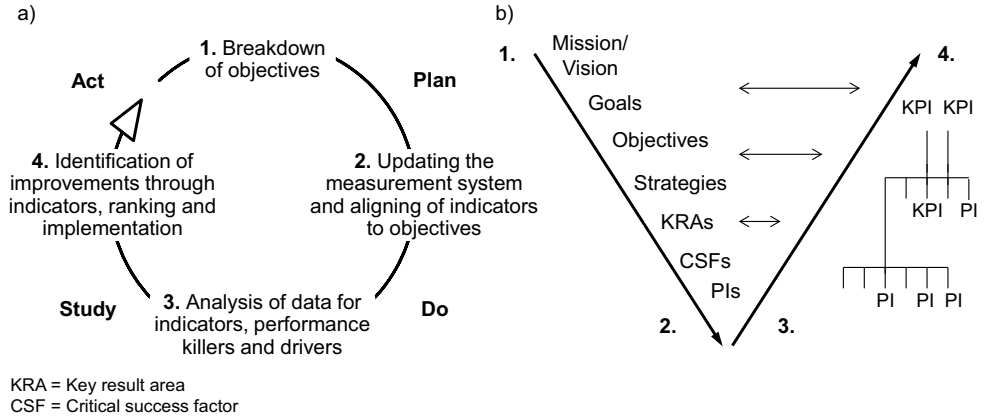 a)
1. Breakdown
of objectives
Act
Plan
4. Identification of
improvements through
indicators, ranking and
implementation
2. Updating the
measurement system
and aligning of indicators
to objectives
Study
3. Analysis of data for
indicators, performance
killers and drivers
Do
KRA = Key result area
CSF = Critical success factor
b)
1.
Mission/
Vision
Goals
Objectives
Strategies
KRAs
CSFs
PIs
2.
3.
4.
KPI KPI
KPI PI
PI PI PI